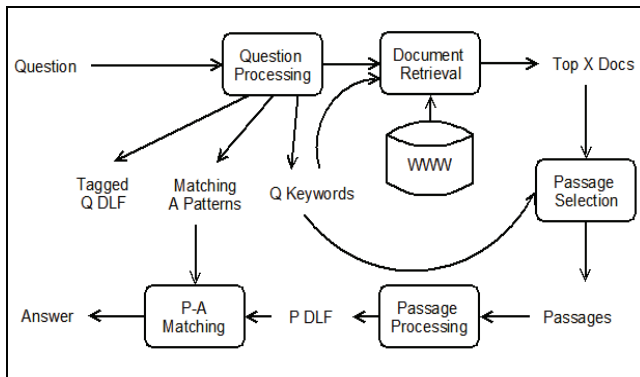 Question
Question
Processing
Document
Retrieval
Top X Docs
WWW
Tagged
Q DLF
Matching
A Patterns
Q Keywords
Passage
Selection
Answer
P-A
Matching
P DLF
Passage
Processing
Passages